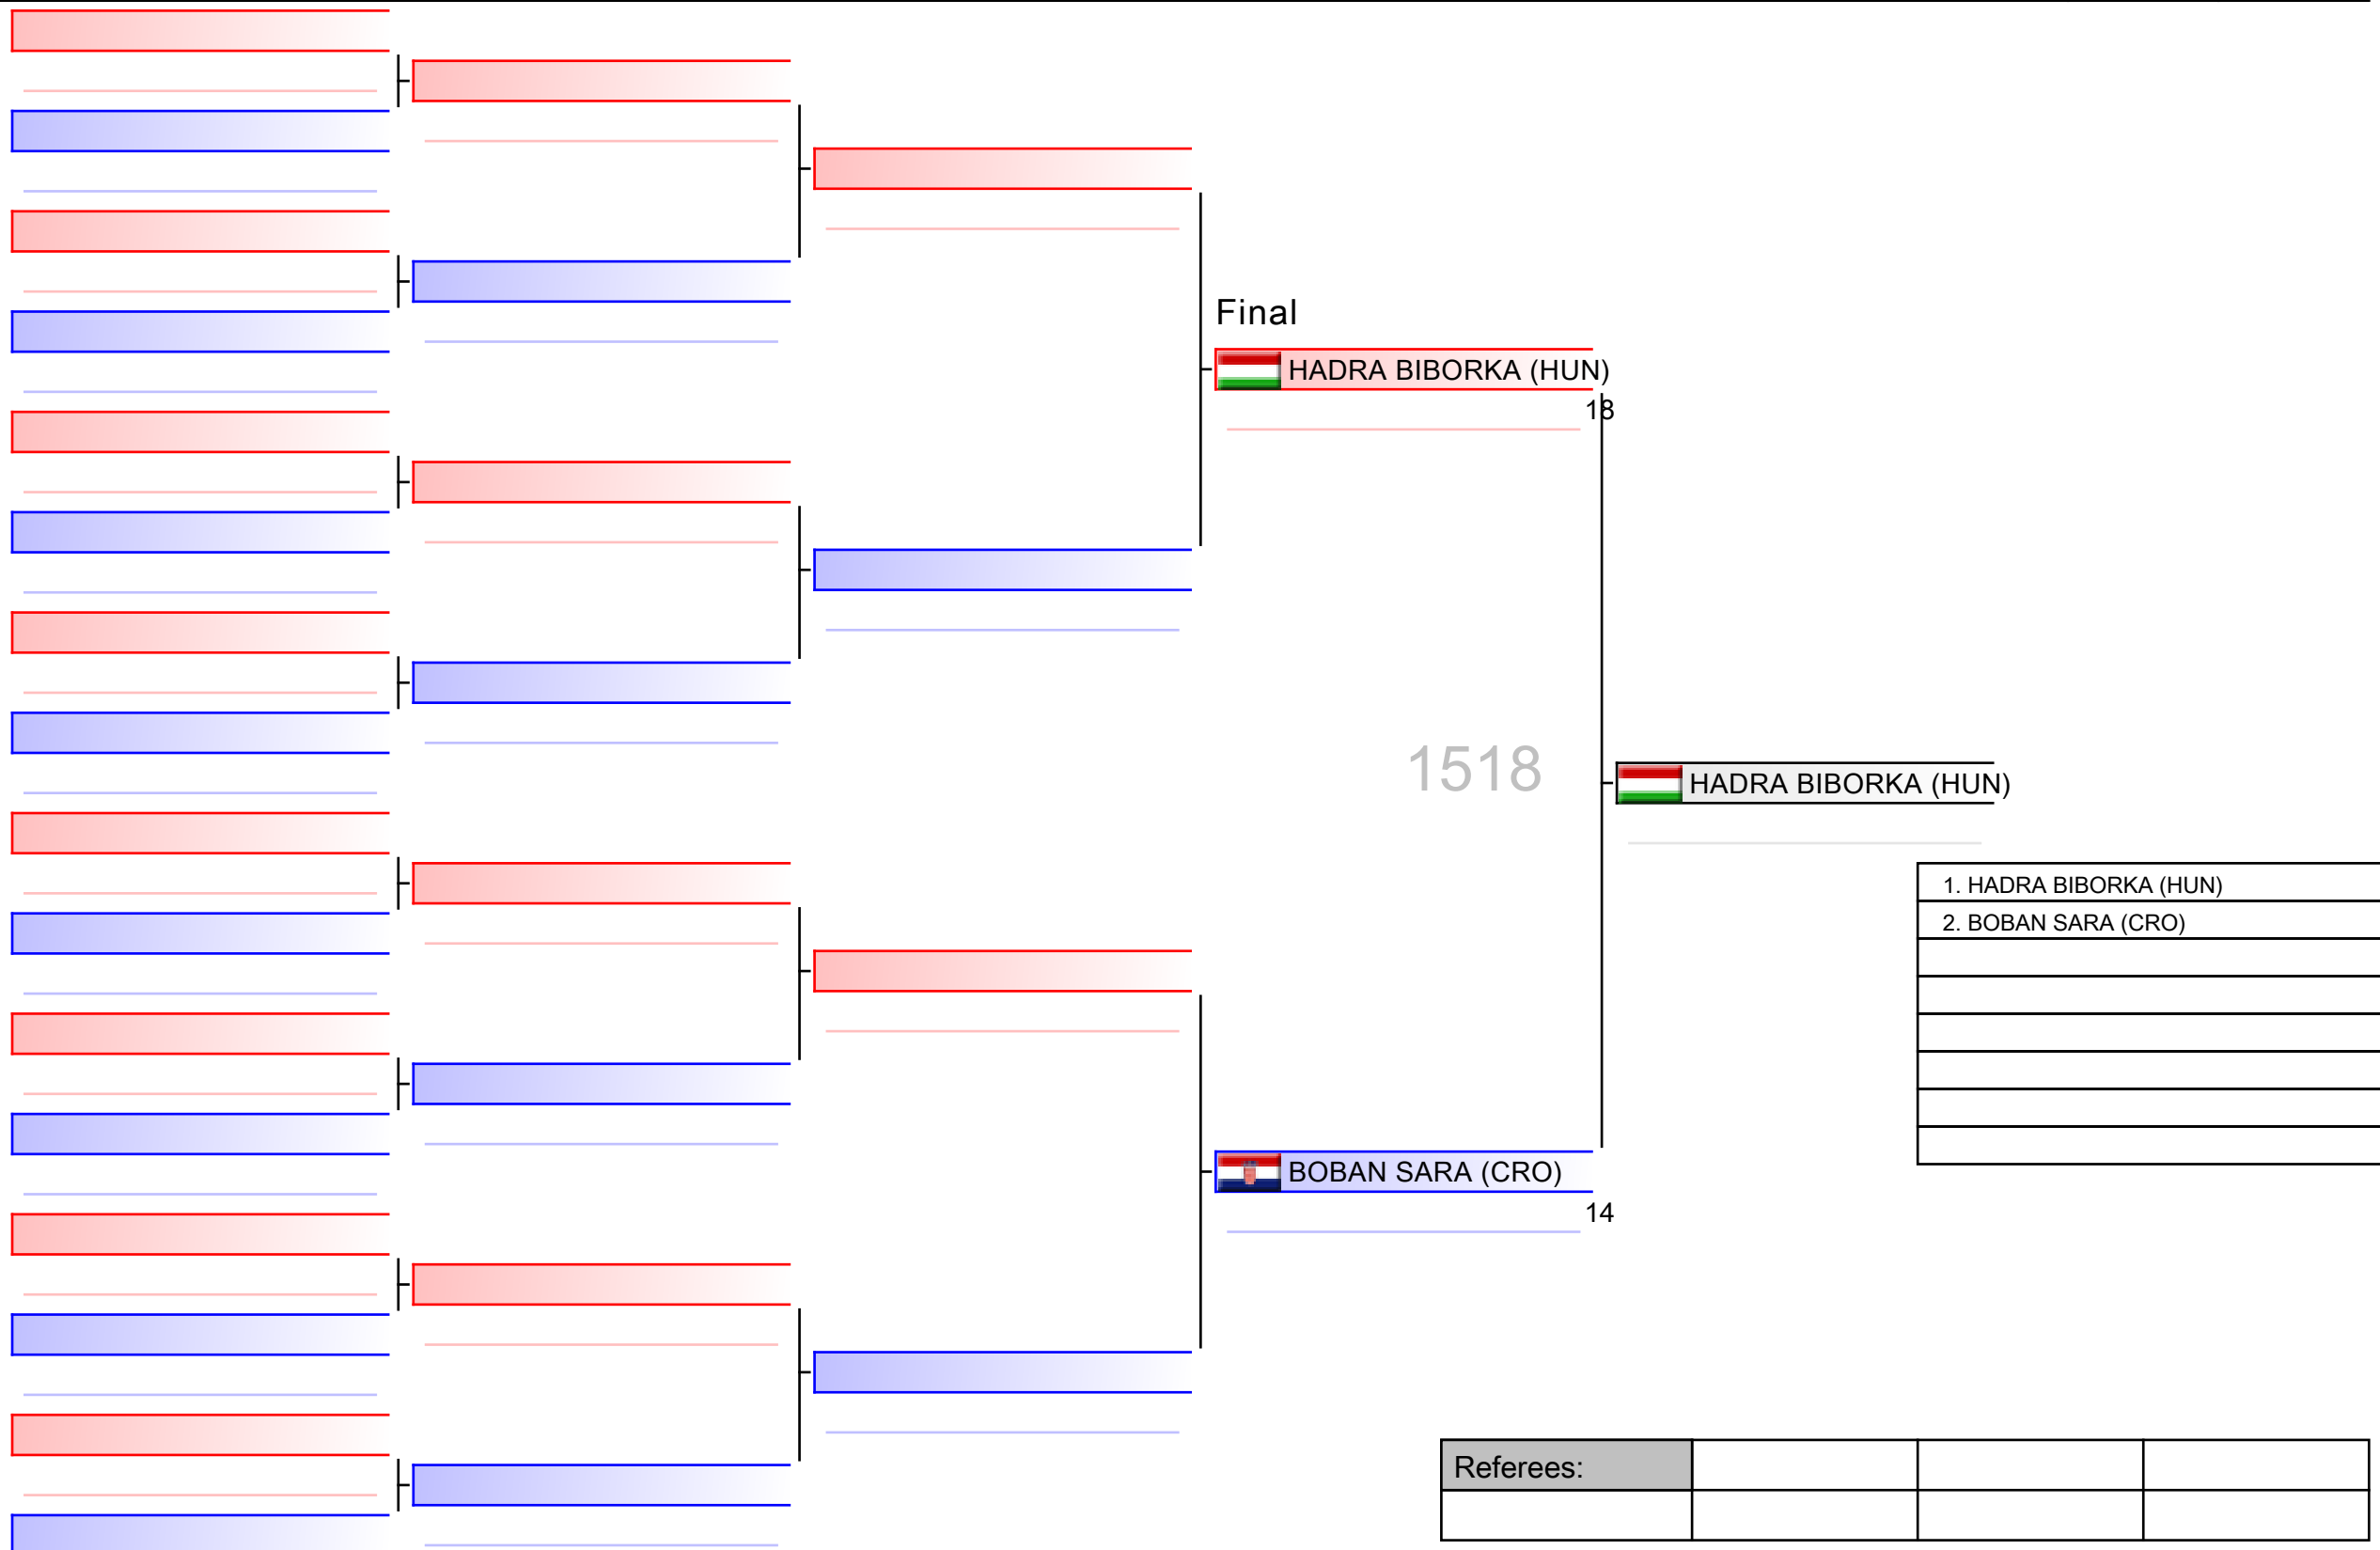 Final
HADRA BIBORKA (HUN)
18
1518
HADRA BIBORKA (HUN)
1. HADRA BIBORKA (HUN)
2. BOBAN SARA (CRO)
BOBAN SARA (CRO)
14
Referees: